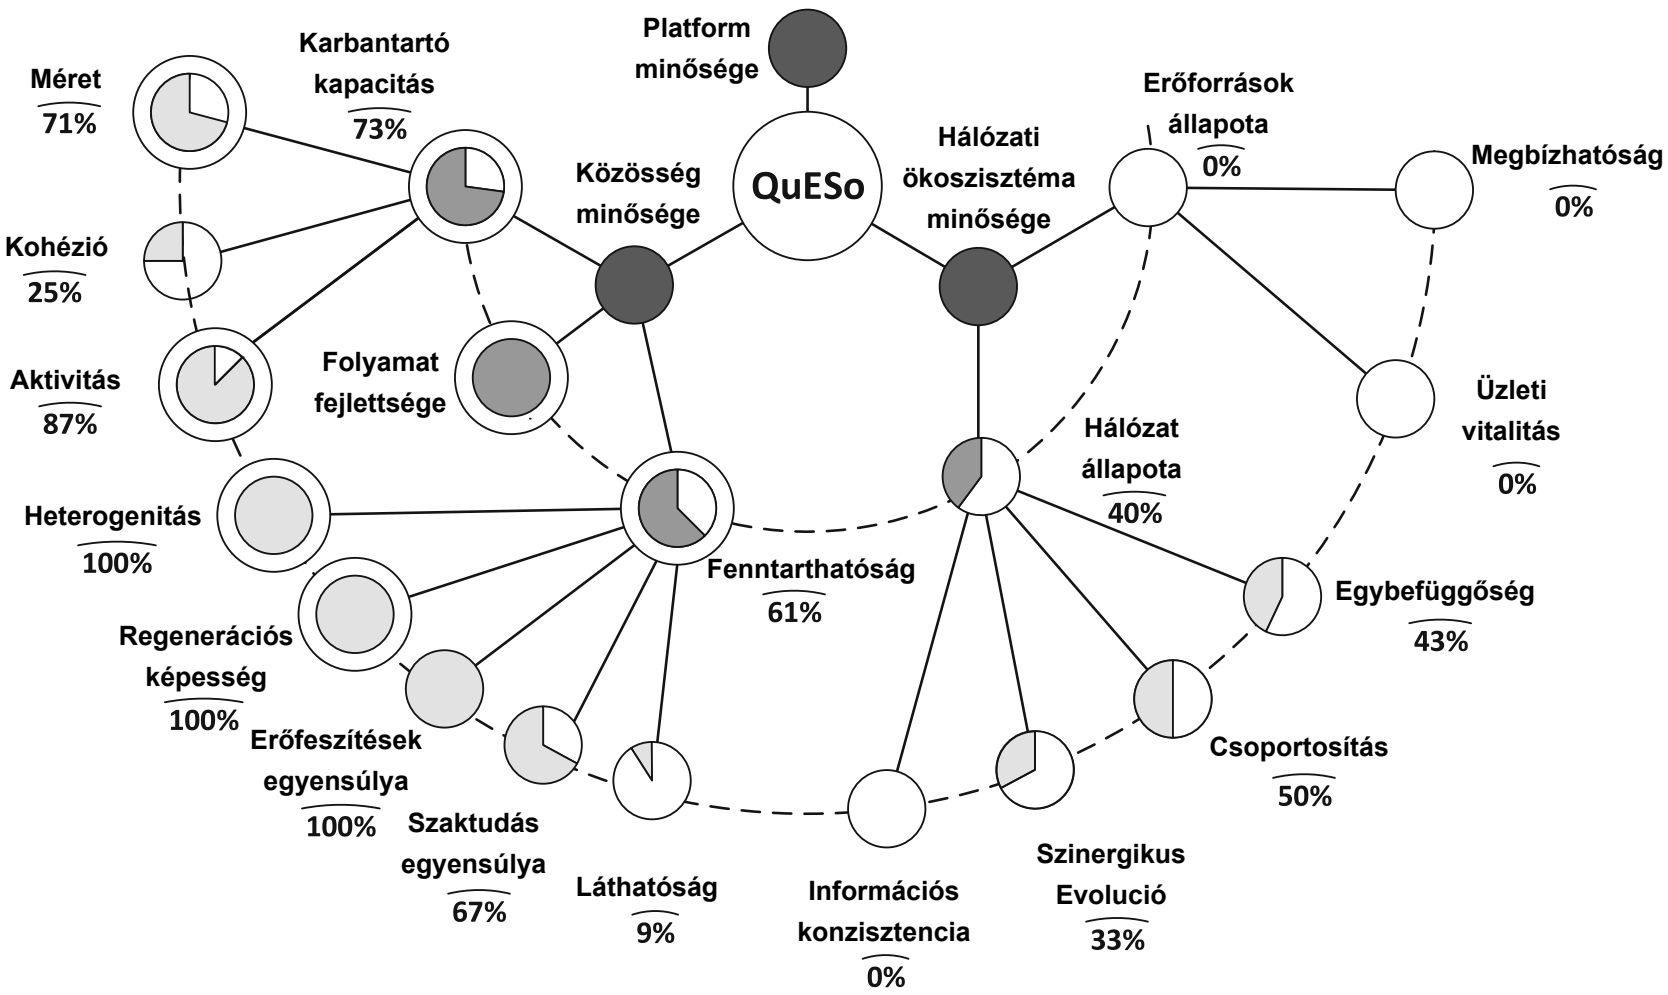 Platform
minősége
QuESo
Közösség
minősége
Hálózati
ökoszisztéma
minősége
Karbantartó
kapacitás
73%
Méret
71%
Kohézió
25%
Aktivitás
87%
Folyamat
fejlettsége
Fenntarthatóság
61%
Heterogenitás
100%
Regenerációs
képesség
100%
Erőfeszítések
egyensúlya
100%
Szaktudás
egyensúlya
67%
Láthatóság
9%
Erőforrások
állapota
0%
Megbízhatóság
0%
Üzleti
vitalitás
0%
Hálózat
állapota
40%
Egybefüggőség
43%
Csoportosítás
50%
Szinergikus
Evolució
33%
Információs
konzisztencia
0%